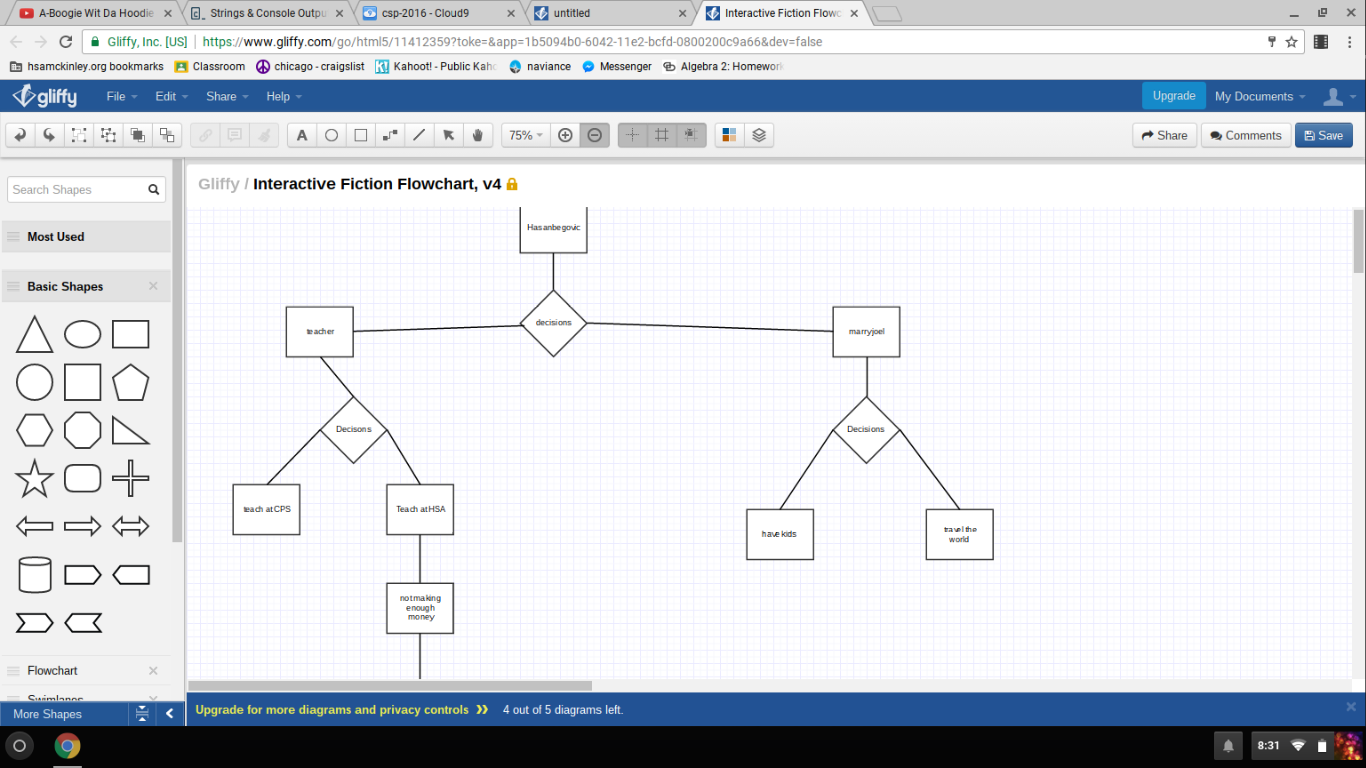 A-Boogie Wit Da Hoodie
Strings & Console Outpu
csp-2016 - Cloud9
untitled
Interactive Fiction Flowc
Gliffy, Inc. [US]
https://www.gliffy.com/go/html5/11412359?toke=&app=1b5094b0-6042-11e2-bcfd-0800200c9a66&dev=false
hsamckinley.org bookmarks
Classroom
chicago - craigslist
Kahoot! - Public Kaho
naviance
Messenger
Algebra 2: Homework
gliffy
File
Edit
Share
Help
Upgrade
My Documents
A
75%
Share
Comments
Save
Search Shapes
Gliffy / Interactive Fiction Flowchart, v4
Most Used
Basic Shapes
Hasanbegovic
decisions
teacher
marry joel
Decisons
Decisions
teach at CPS
Teach at HSA
have kids
travel the
world
not making
enough
money
Flowchart
Swimlanes
More Shapes
Upgrade for more diagrams and privacy controls
4 out of 5 diagrams left.
8:31